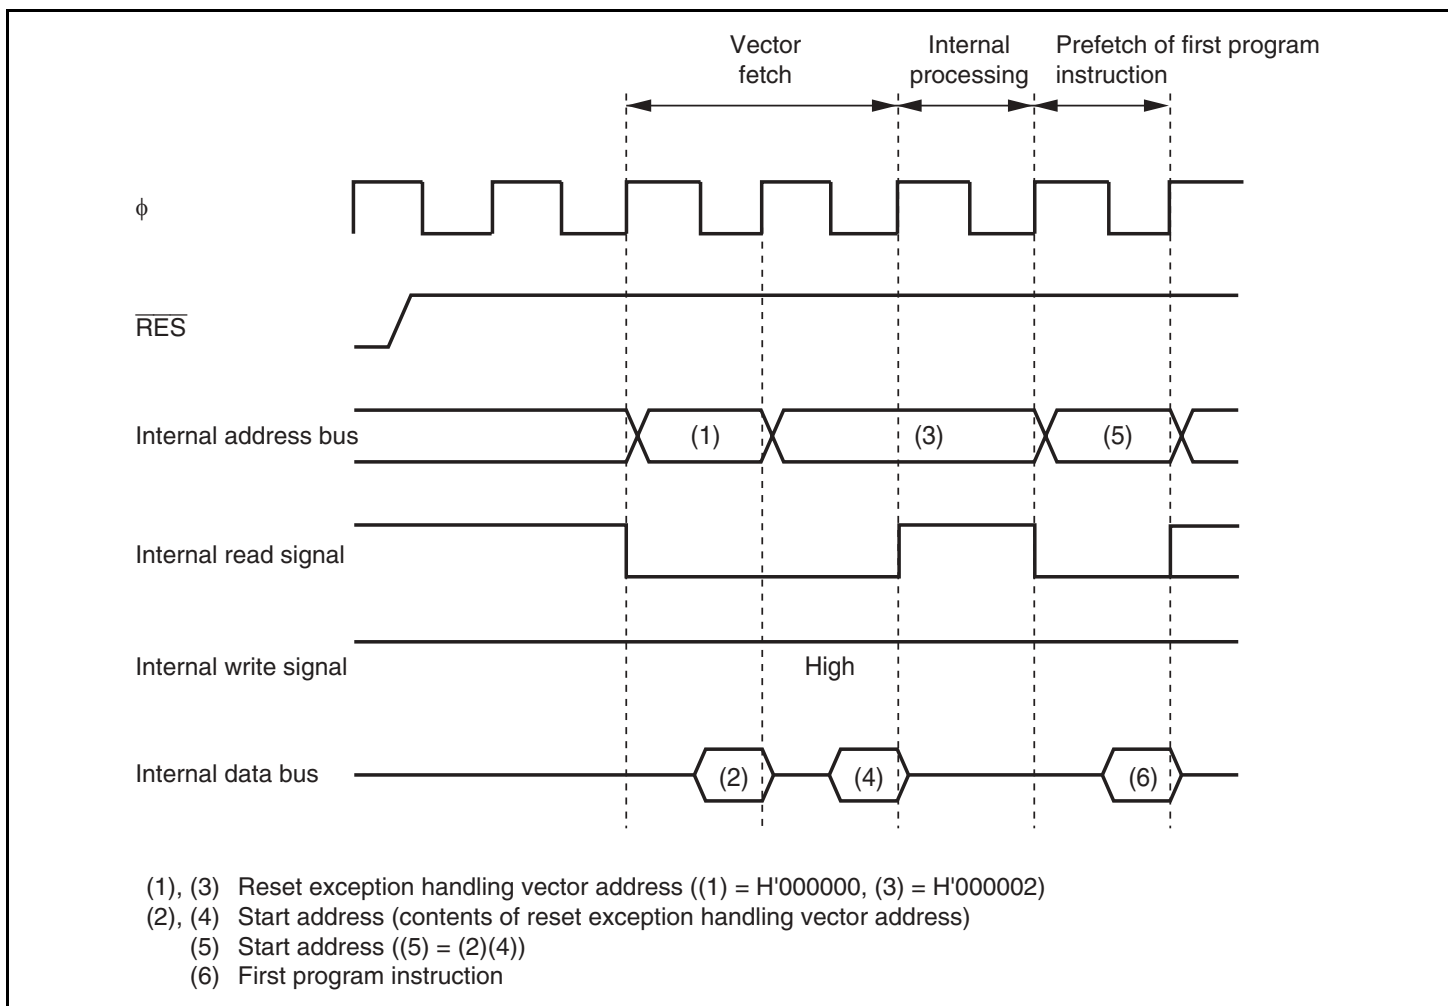 Vector
fetch
Internal
processing
Prefetch of first program
instruction
ϕ
RES
Internal address bus
(1)
(3)
(5)
Internal read signal
Internal write signal
High
Internal data bus
(2)
(4)
(6)
(1), (3) Reset exception handling vector address ((1) = H'000000, (3) = H'000002)
(2), (4) Start address (contents of reset exception handling vector address)
(5) Start address ((5) = (2)(4))
(6) First program instruction